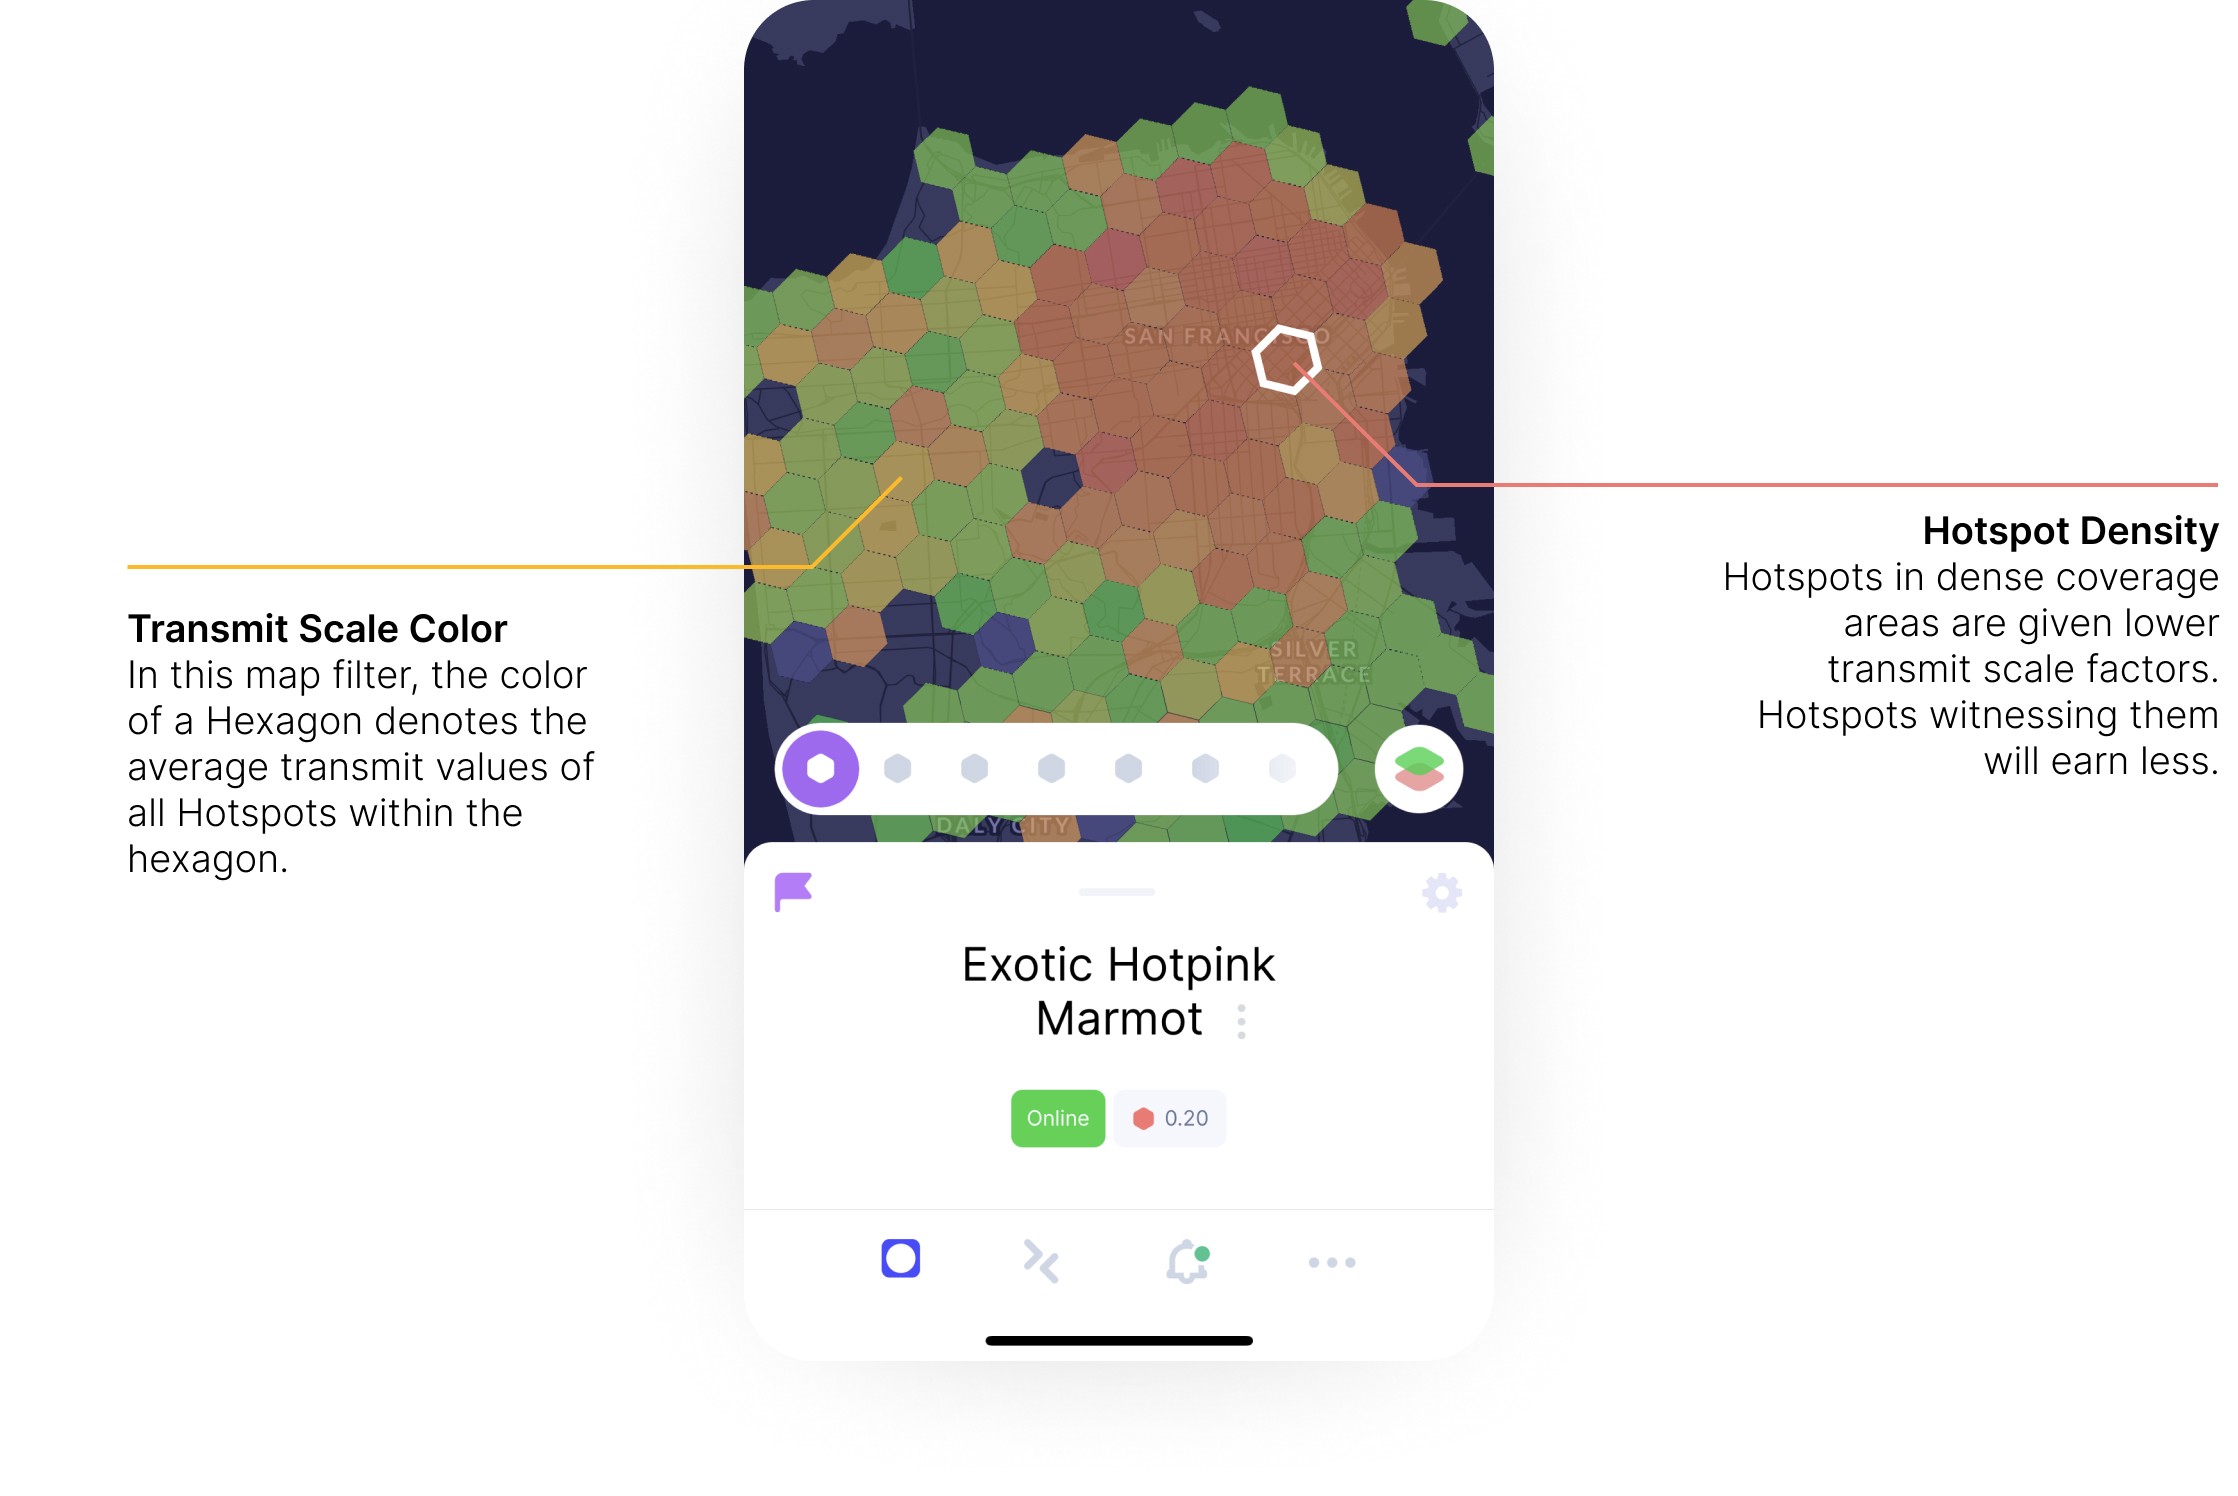 SAN FRANCISCO
Hotspot Density
Hotspots in dense coverage
areas are given lower
transmit scale factors.
Hotspots witnessing them
will earn less.
Transmit Scale Color
In this map filter, the color
of a Hexagon denotes the
average transmit values of
all Hotspots within the
hexagon.
SILVER
TERRACE
DALY CITY
Exotic Hotpink
Marmot
Online
0.20